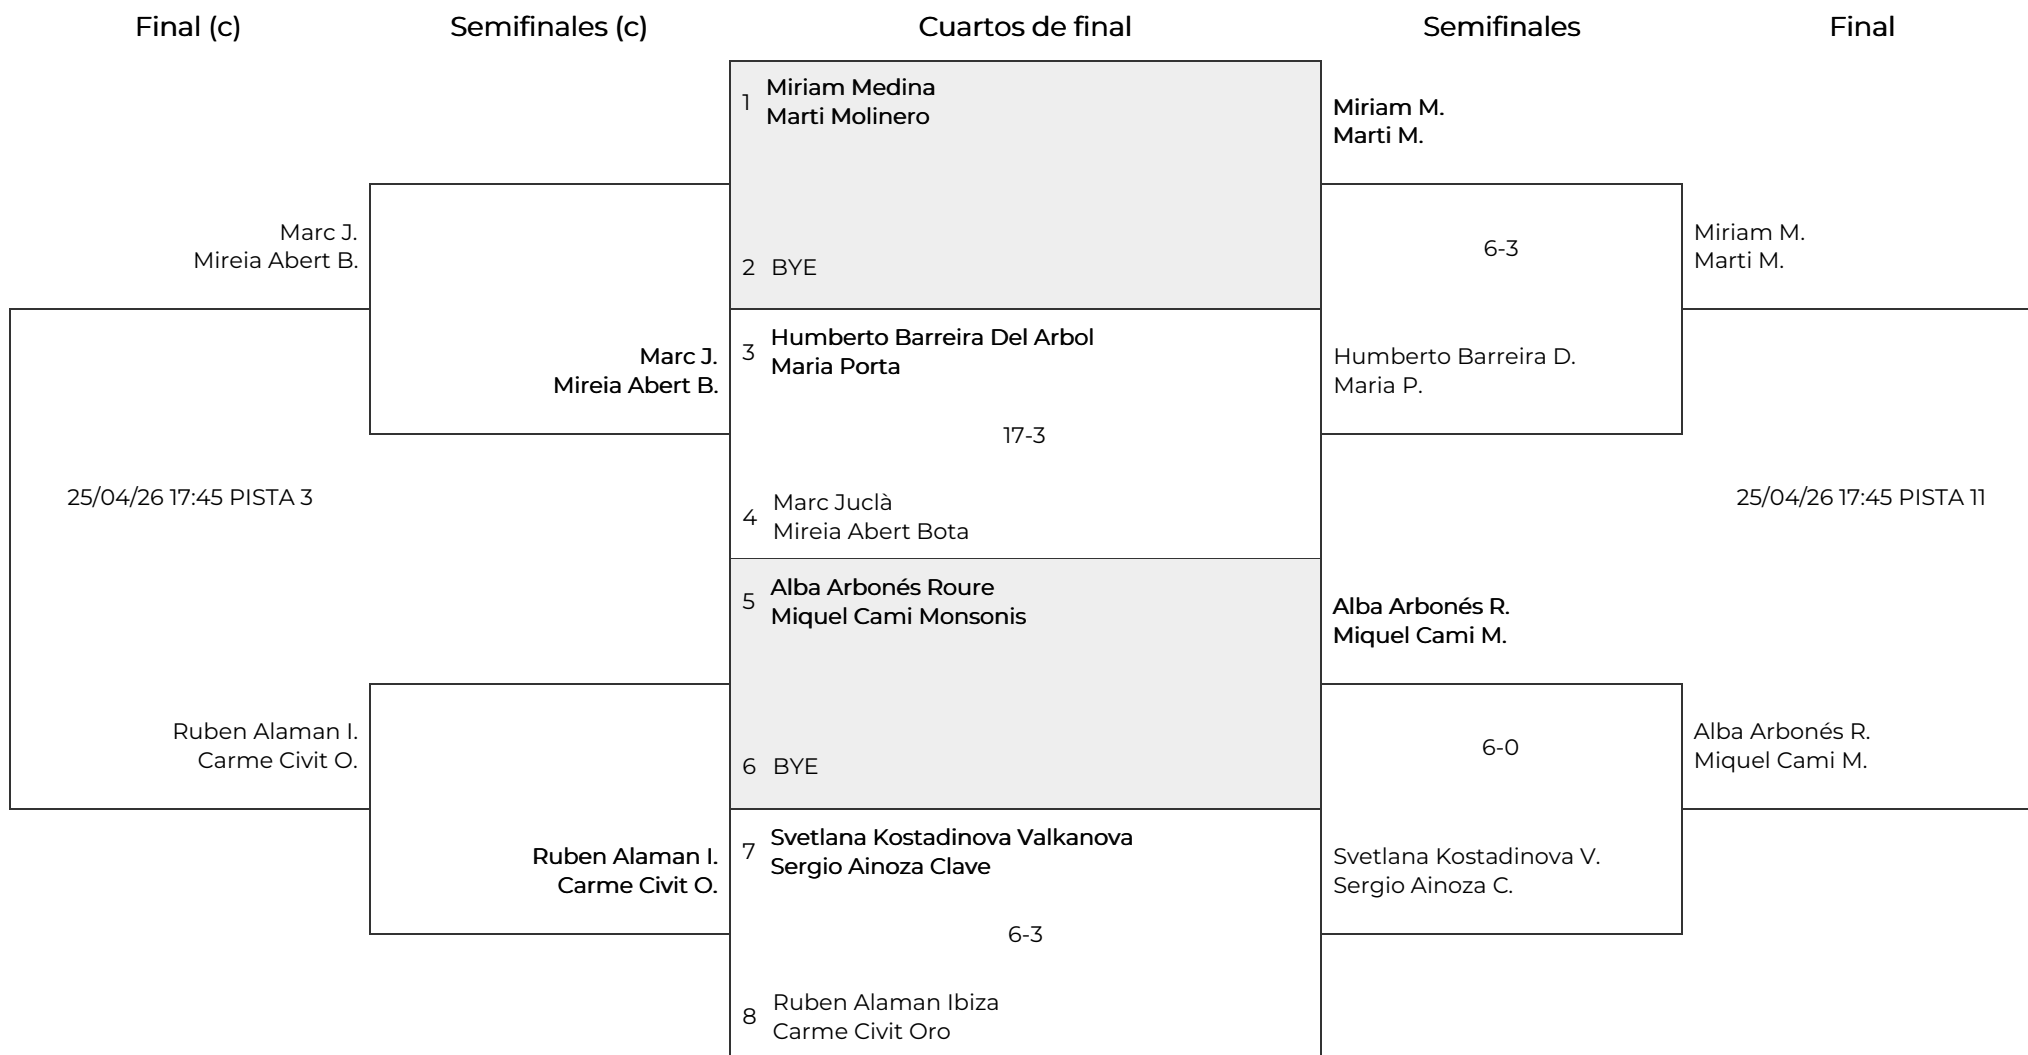 Final (c)
Semifinales (c)
Cuartos de final
Semifinales
Final
Marc J.
Mireia Abert B.
25/04/26 17:45 PISTA 3
Ruben Alaman I.
Carme Civit O.
Marc J.
Mireia Abert B.
Ruben Alaman I.
Carme Civit O.
1 Miriam Medina
Marti Molinero
2 BYE
3 Humberto Barreira Del Arbol
Maria Porta
17-3
4 Marc Juclà
Mireia Abert Bota
5 Alba Arbonés Roure
Miquel Cami Monsonis
6 BYE
7 Svetlana Kostadinova Valkanova
Sergio Ainoza Clave
6-3
8 Ruben Alaman Ibiza
Carme Civit Oro
Miriam M.
Marti M.
6-3
Humberto Barreira D.
Maria P.
Alba Arbonés R.
Miquel Cami M.
6-0
Svetlana Kostadinova V.
Sergio Ainoza C.
Miriam M.
Marti M.
25/04/26 17:45 PISTA 11
Alba Arbonés R.
Miquel Cami M.